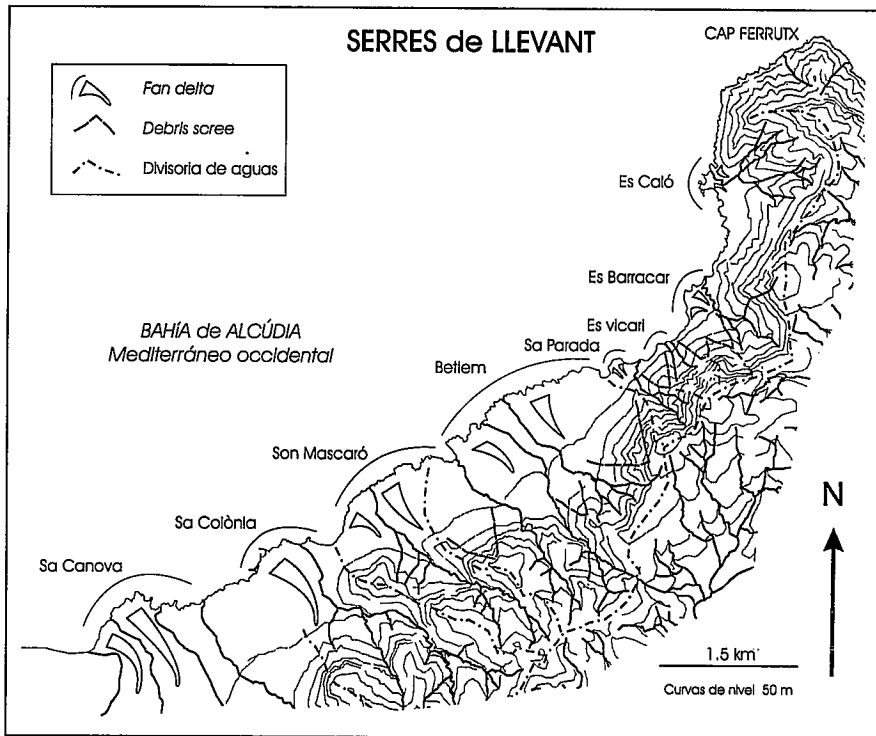 SERRES de LLEVANT
CAP FERRUTX
Fan delta
Debris scree
Divisoria de aguas
Es Caló
Es Barracar
Es vicari
BAHÍA de ALCÚDIA
Mediterráneo occidental
Sa Parada
Betlem
Son Mascaró
N
Sa Colònia
Sa Canova
1.5 km
Curvas de nivel 50 m